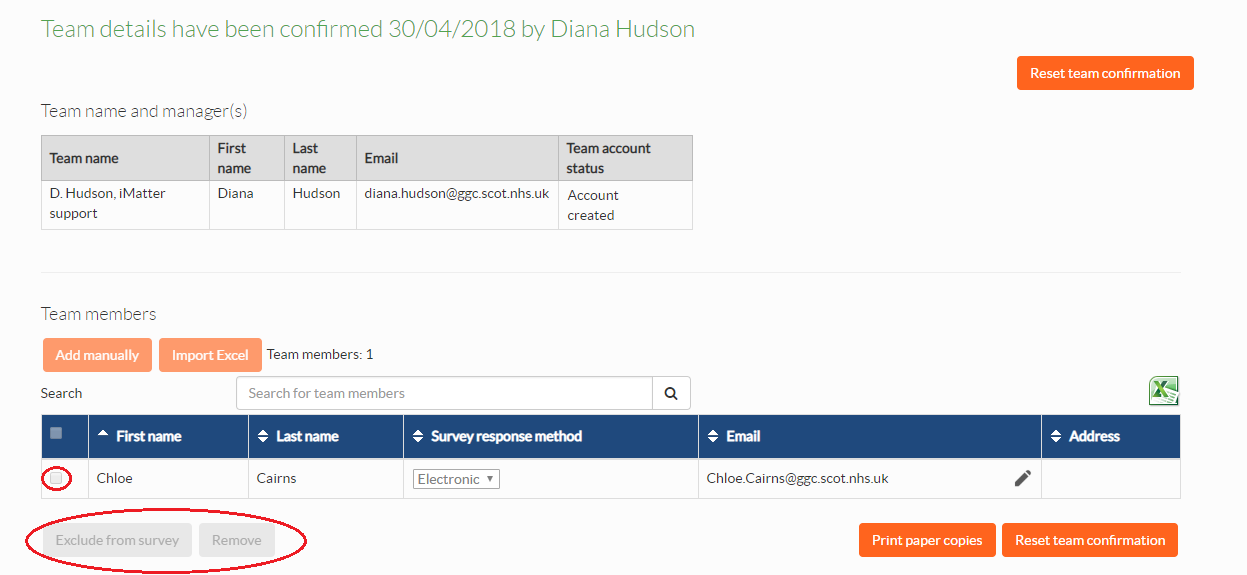 Team details have been confirmed 30/04/2018 by Diana Hudson
Reset team confirmation
Team name and manager(s)
Team name First name Last name Email Team account status
D. Hudson, iMatter support Diana Hudson diana.hudson@ggc.scot.nhs.uk Account created
Team members
Add manually Import Excel Team members: 1
Search Search for team members
First name Last name Survey response method Email Address
Chloe Cairns Electronic Chloe.Cairns@ggc.scot.nhs.uk
Exclude from survey Remove Print paper copies Reset team confirmation